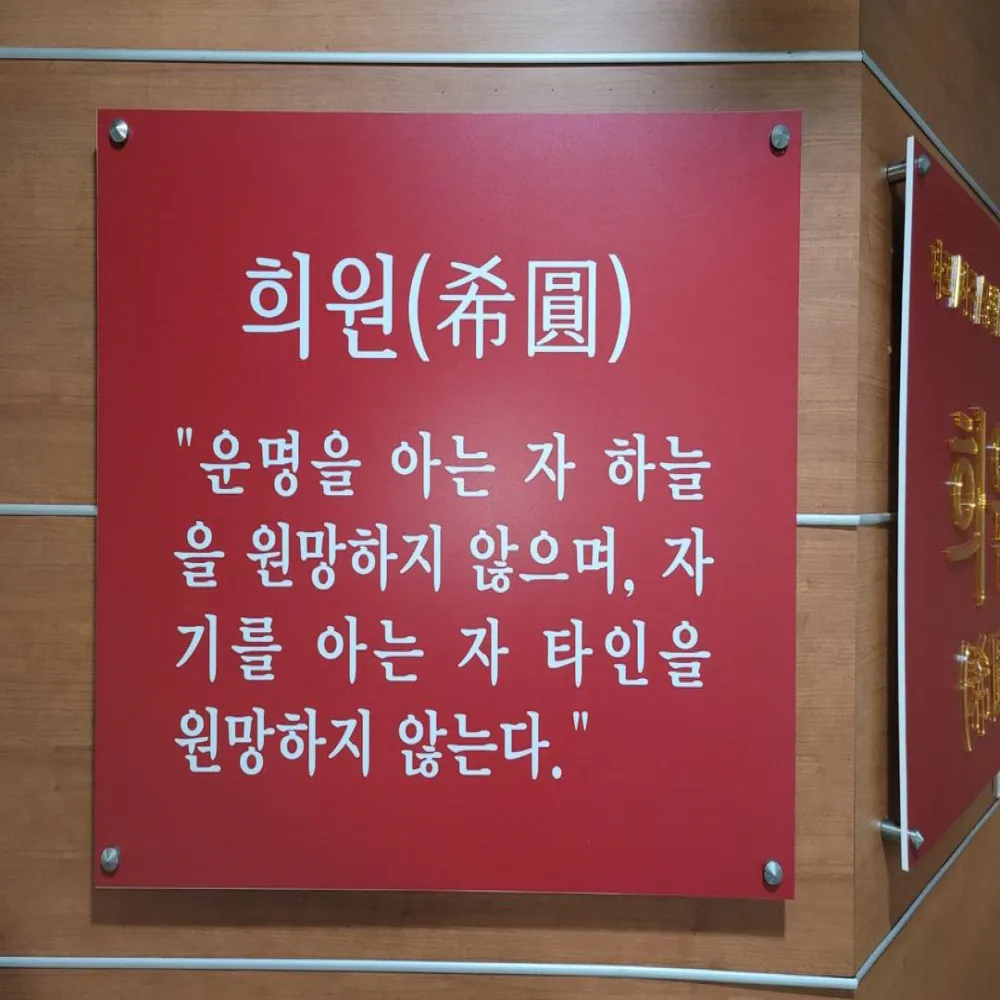 희원(希圓)
"운명을 아는 자 하늘
을 원망하지 않으며, 자
기를 아는 자 타인을
원망하지 않는다."